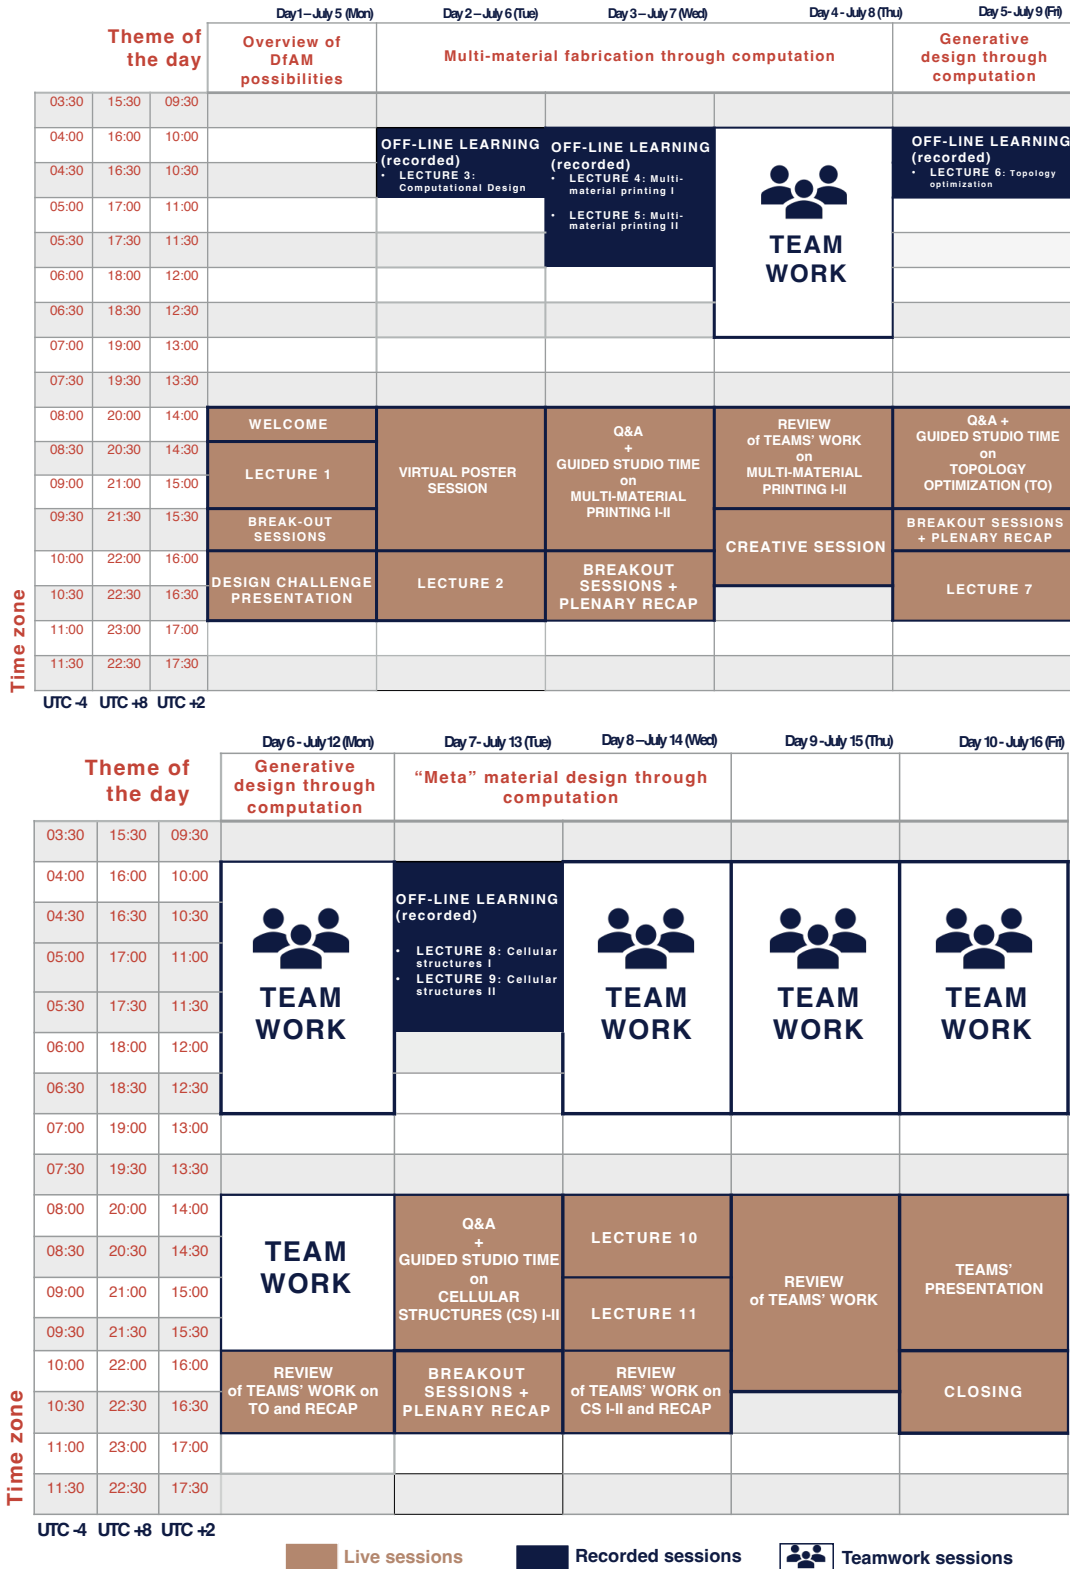 Day1 – July 5 (Mon) Day 2 – July 6 (Tue) Day 3 – July 7 (Wed) Day 4 - July 8 (Thu) Day 5- July 9 (Fri)
Theme of
the day
Overview of
DfAM
possibilities
Multi-material fabrication through computation
Generative
design through
computation
03:30 15:30 09:30
04:00 16:00 10:00
04:30 16:30 10:30
05:00 17:00 11:00
05:30 17:30 11:30
06:00 18:00 12:00
06:30 18:30 12:30
07:00 19:00 13:00
07:30 19:30 13:30
08:00 20:00 14:00
08:30 20:30 14:30
09:00 21:00 15:00
09:30 21:30 15:30
10:00 22:00 16:00
10:30 22:30 16:30
11:00 23:00 17:00
11:30 22:30 17:30
Time zone
UTC -4 UTC +8 UTC +2
WELCOME
LECTURE 1
BREAK-OUT
SESSIONS
DESIGN CHALLENGE
PRESENTATION
OFF-LINE LEARNING
(recorded)
• LECTURE 3:
Computational Design
VIRTUAL POSTER
SESSION
LECTURE 2
OFF-LINE LEARNING
(recorded)
• LECTURE 4: Multi-
material printing I
• LECTURE 5: Multi-
material printing II
Q&A
+
GUIDED STUDIO TIME
on
MULTI-MATERIAL
PRINTING I-II
BREAKOUT
SESSIONS +
PLENARY RECAP
TEAM
WORK
REVIEW
of TEAMS' WORK
on
MULTI-MATERIAL
PRINTING I-II
CREATIVE SESSION
OFF-LINE LEARNING
(recorded)
• LECTURE 6: Topology
optimization
Q&A +
GUIDED STUDIO TIME
on
TOPOLOGY
OPTIMIZATION (TO)
BREAKOUT SESSIONS
+ PLENARY RECAP
LECTURE 7
Day 6 - July 12 (Mon) Day 7- July 13 (Tue) Day 8 – July 14 (Wed) Day 9 -July 15 (Thu) Day 10 - July 16 (Fri)
Theme of
the day
Generative
design through
computation
“Meta” material design through
computation
03:30 15:30 09:30
04:00 16:00 10:00
04:30 16:30 10:30
05:00 17:00 11:00
05:30 17:30 11:30
06:00 18:00 12:00
06:30 18:30 12:30
07:00 19:00 13:00
07:30 19:30 13:30
08:00 20:00 14:00
08:30 20:30 14:30
09:00 21:00 15:00
09:30 21:30 15:30
10:00 22:00 16:00
10:30 22:30 16:30
11:00 23:00 17:00
11:30 22:30 17:30
Time zone
UTC -4 UTC +8 UTC +2
TEAM
WORK
TEAM
WORK
REVIEW
of TEAMS' WORK on
TO and RECAP
OFF-LINE LEARNING
(recorded)
• LECTURE 8: Cellular
structures I
• LECTURE 9: Cellular
structures II
Q&A
+
GUIDED STUDIO TIME
on
CELLULAR
STRUCTURES (CS) I-II
BREAKOUT
SESSIONS +
PLENARY RECAP
TEAM
WORK
LECTURE 10
LECTURE 11
REVIEW
of TEAMS' WORK on
CS I-II and RECAP
TEAM
WORK
REVIEW
of TEAMS' WORK
TEAM
WORK
TEAMS'
PRESENTATION
CLOSING
Live sessions Recorded sessions Teamwork sessions